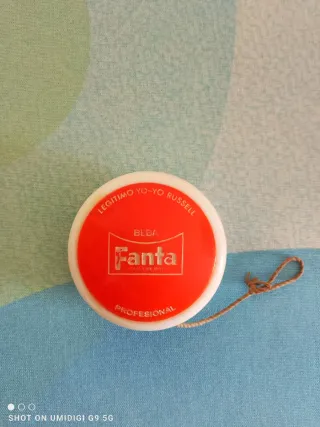 LEGITIMO YO-YO RUSSELL
BEBA
Fanta
PROFESIONAL
SHOT ON UMIDIGI G9 5G